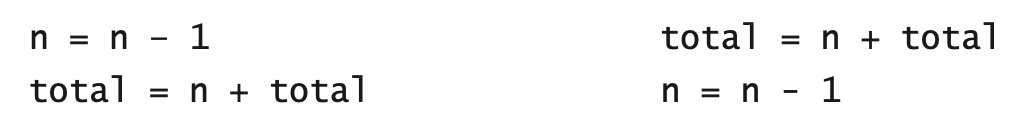 n = n – 1
total = n + total
total = n + total
n = n - 1